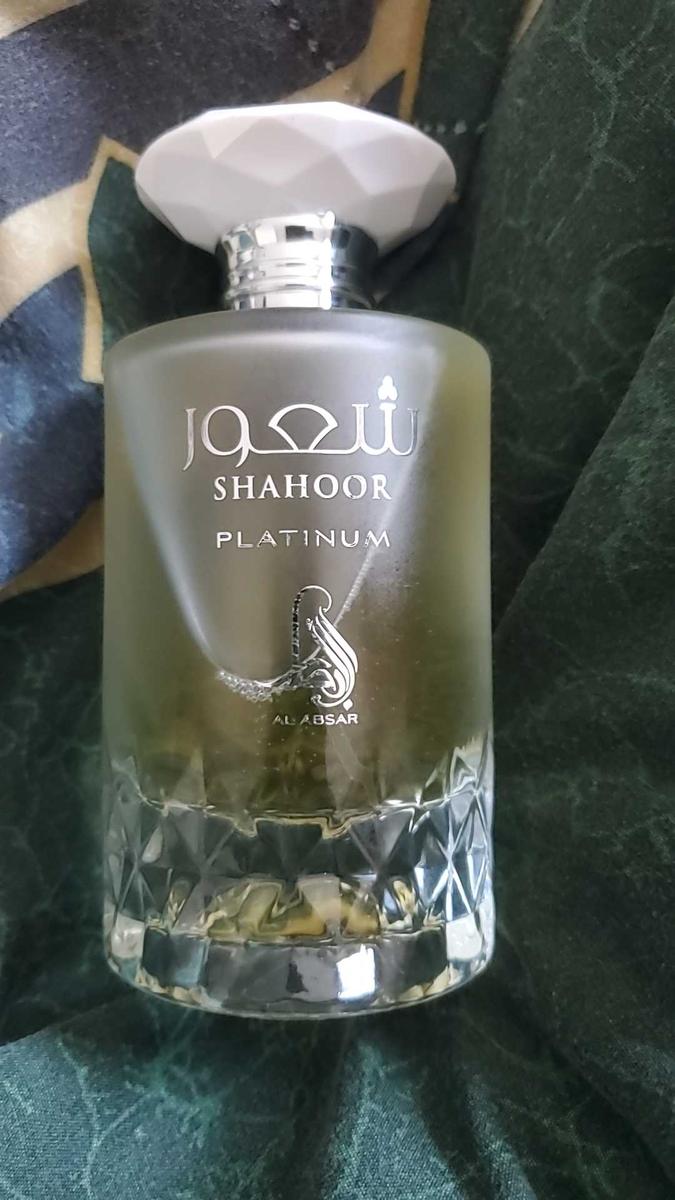 شعور
SHAHOOR
PLATINUM
AL ABSAR